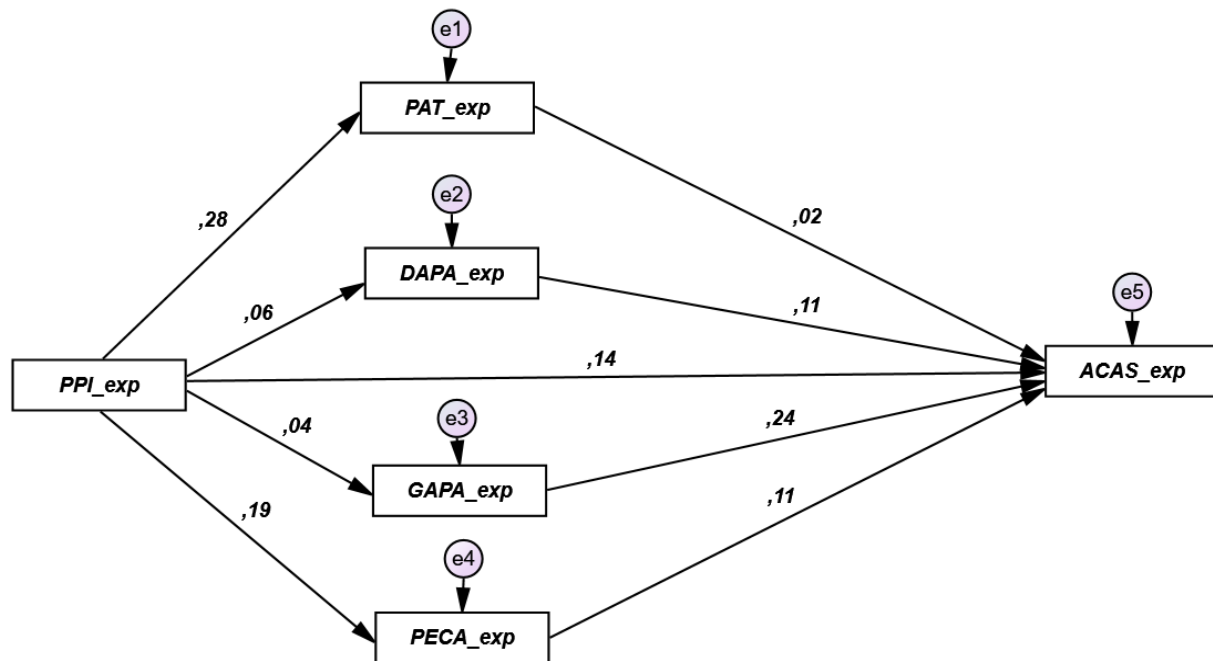 e1
PAT_exp
e2
,28
,02
DAPA_exp
,06
,11
e5
,14
PPI_exp
ACAS_exp
e3
,04
,24
GAPA_exp
,19
,11
e4
PECA_exp